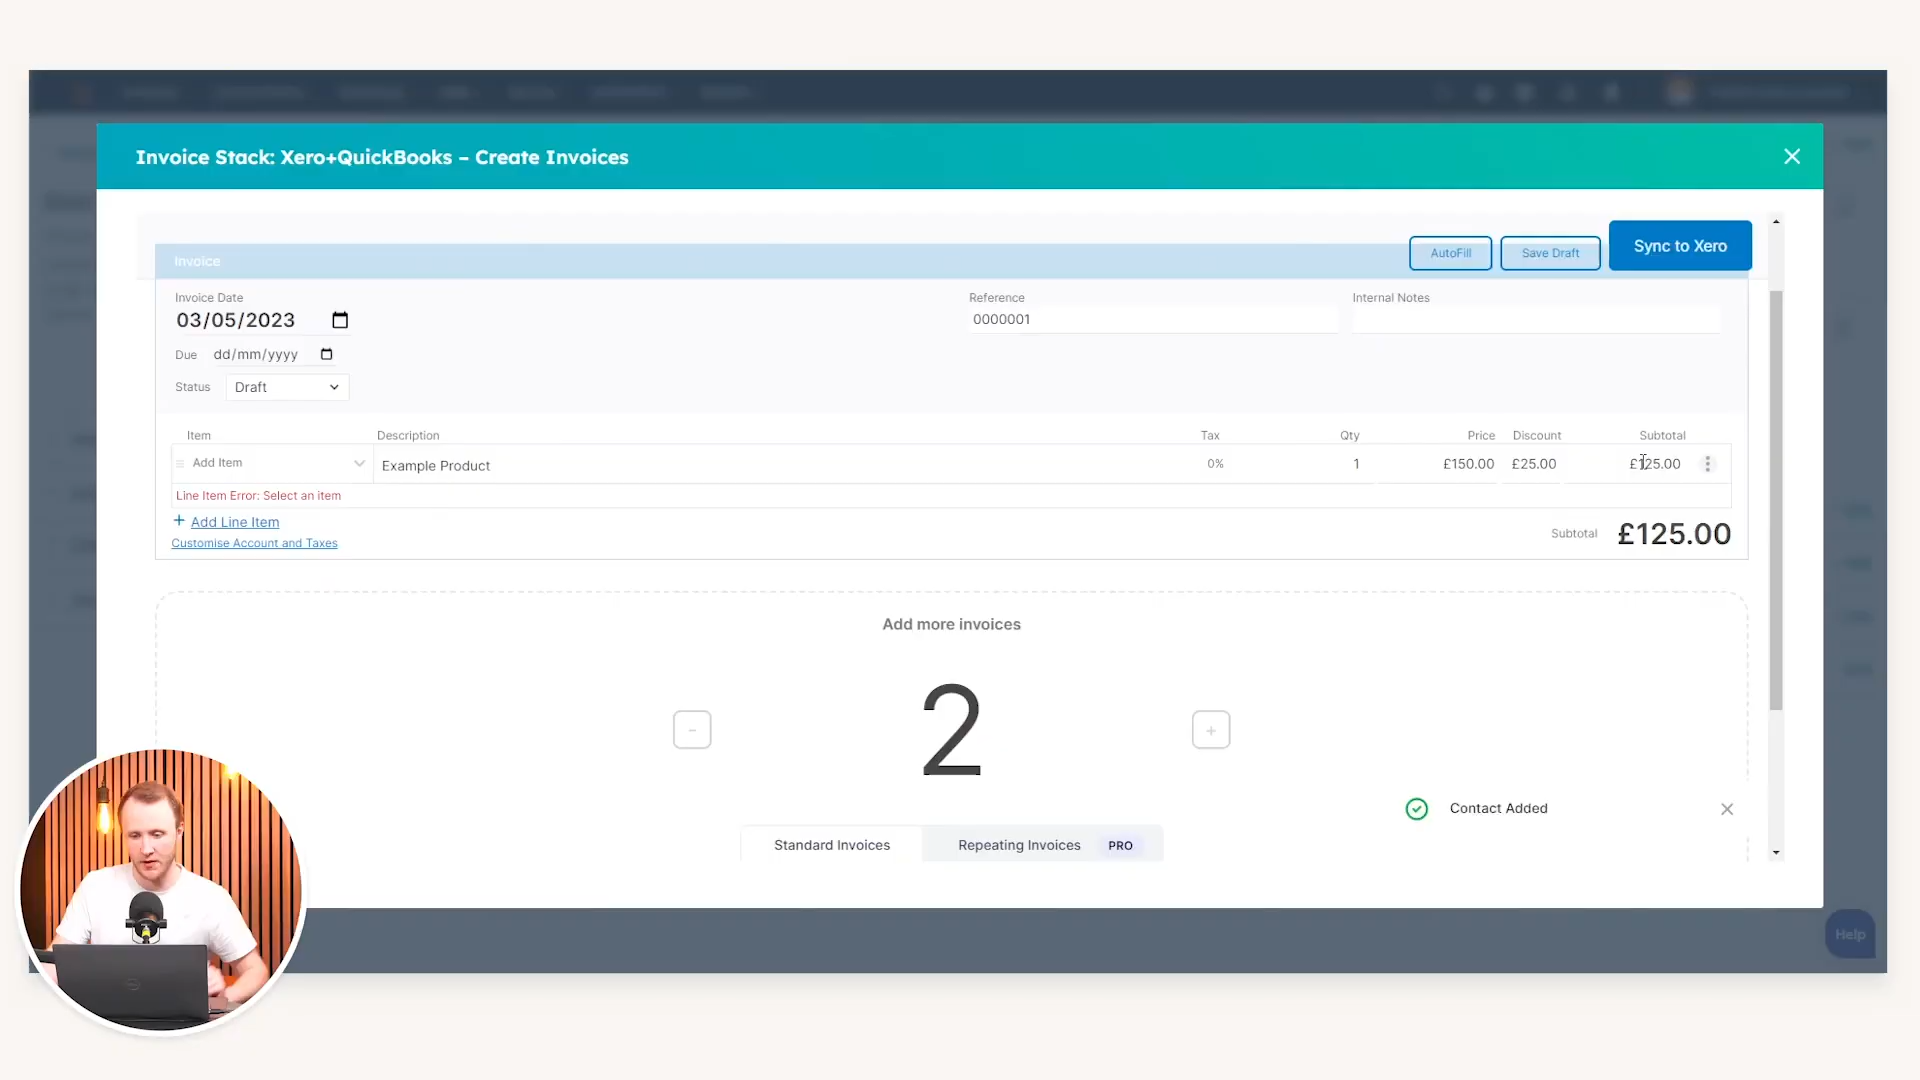 Invoice Stack: Xero+QuickBooks – Create Invoices
Invoice
AutoFill
Save Draft
Sync to Xero
Invoice Date
03/05/2023
Reference
0000001
Internal Notes
Due dd/mm/yyyy
Status Draft
Item Description Tax Qty Price Discount Subtotal
Add Item Example Product 0% 1 £150.00 £25.00 £125.00
Line Item Error: Select an item
+ Add Line Item
Customise Account and Taxes
Subtotal £125.00
Add more invoices
- 2 +
Contact Added
Standard Invoices
Repeating Invoices PRO
Help